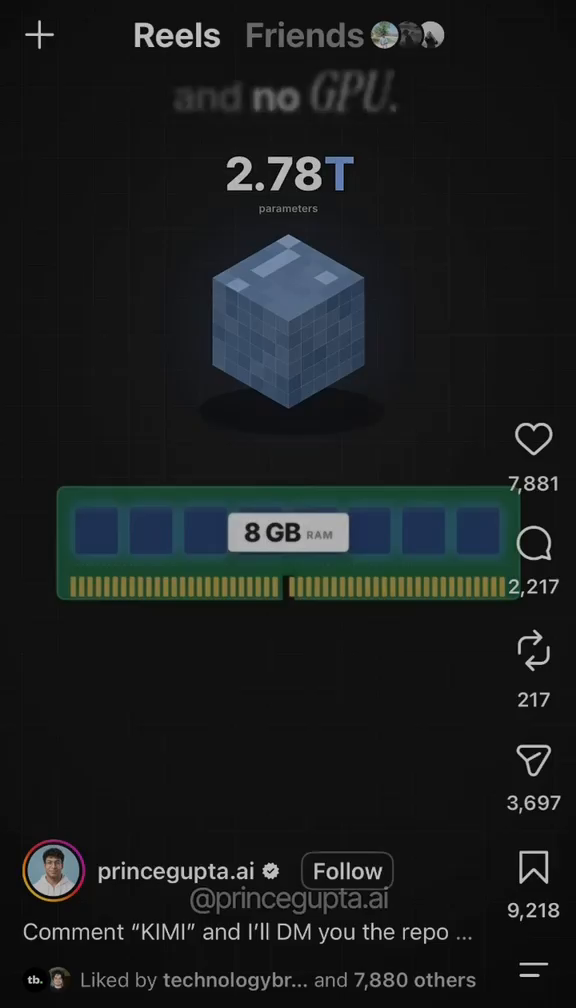 Reels Friends
and no GPU.
2.78T
parameters
8 GB RAM
7,881
2,217
217
3,697
princegupta.ai Follow
@princegupta.ai
9,218
Comment “KIMI” and I’ll DM you the repo ...
tb. Liked by technologybr... and 7,880 others